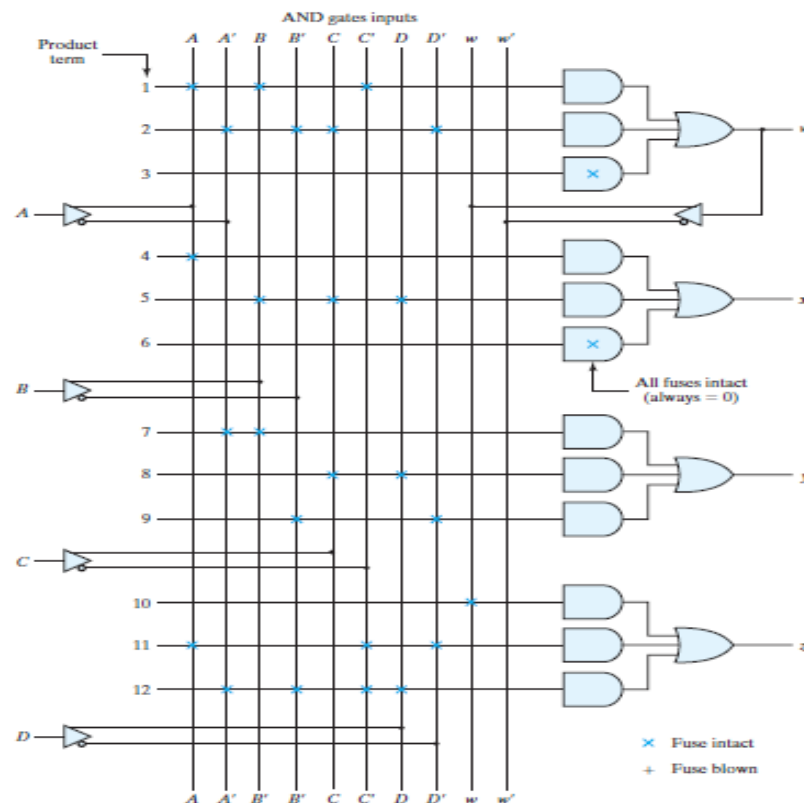 AND gates inputs
A A' B B' C C' D D' w w'
Product
term
1
2
3
A
4
5
6
B
All fuses intact
(always = 0)
7
8
9
C
10
11
12
D
× Fuse intact
+ Fuse blown
A A' B' B' C C' D D' w w'